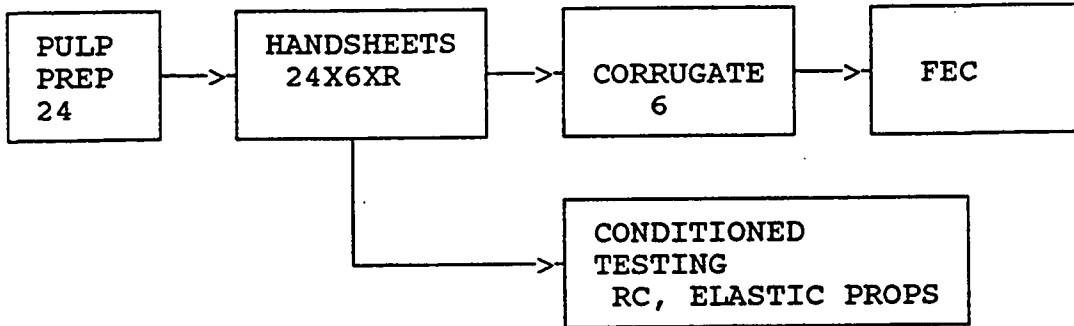 PULP
PREP
24
HANDSHEETS
24X6XR
CORRUGATE
6
FEC
CONDITIONED
TESTING
RC, ELASTIC PROPS